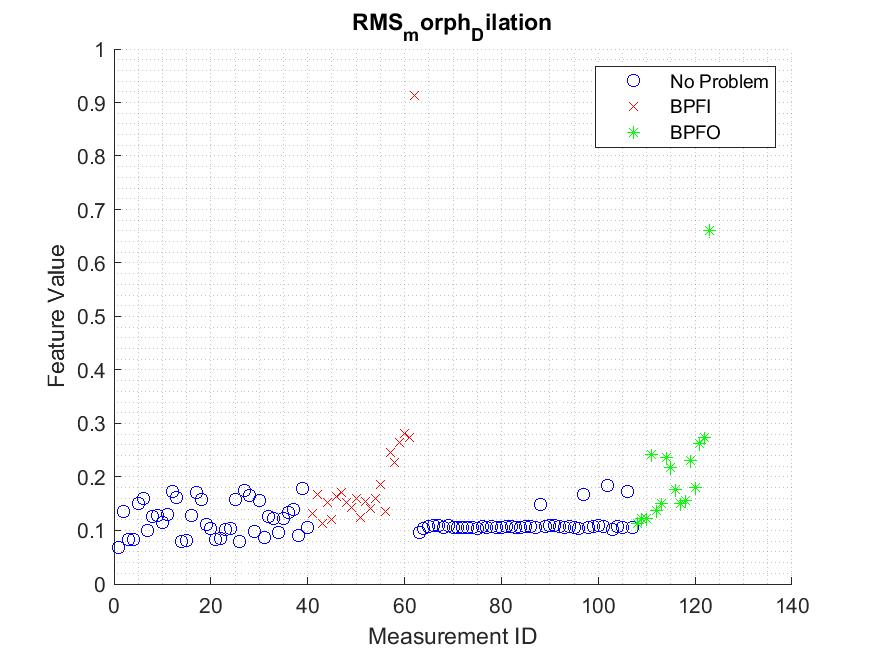 RMSmorphDilation
1
0.9
0.8
0.7
0.6
0.5
0.4
0.3
0.2
0.1
0
Feature Value
No Problem
BPFI
BPFO
0 20 40 60 80 100 120 140
Measurement ID